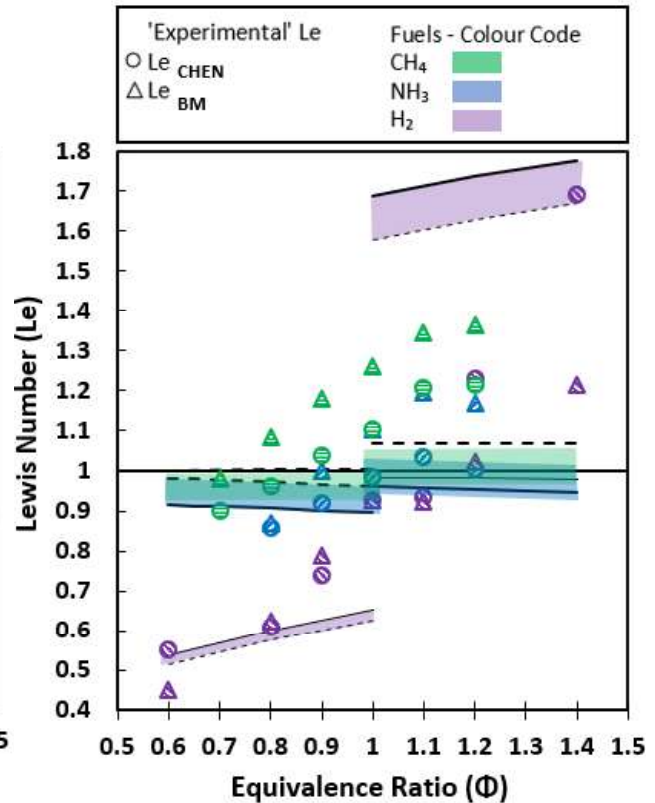 'Experimental' Le
Le CHEN
Le BM
Fuels - Colour Code
CH₄
NH₃
H₂
Lewis Number (Le)
1.8
1.7
1.6
1.5
1.4
1.3
1.2
1.1
1
0.9
0.8
0.7
0.6
0.5
0.4
5
0.5 0.6 0.7 0.8 0.9 1 1.1 1.2 1.3 1.4 1.5
Equivalence Ratio (Φ)